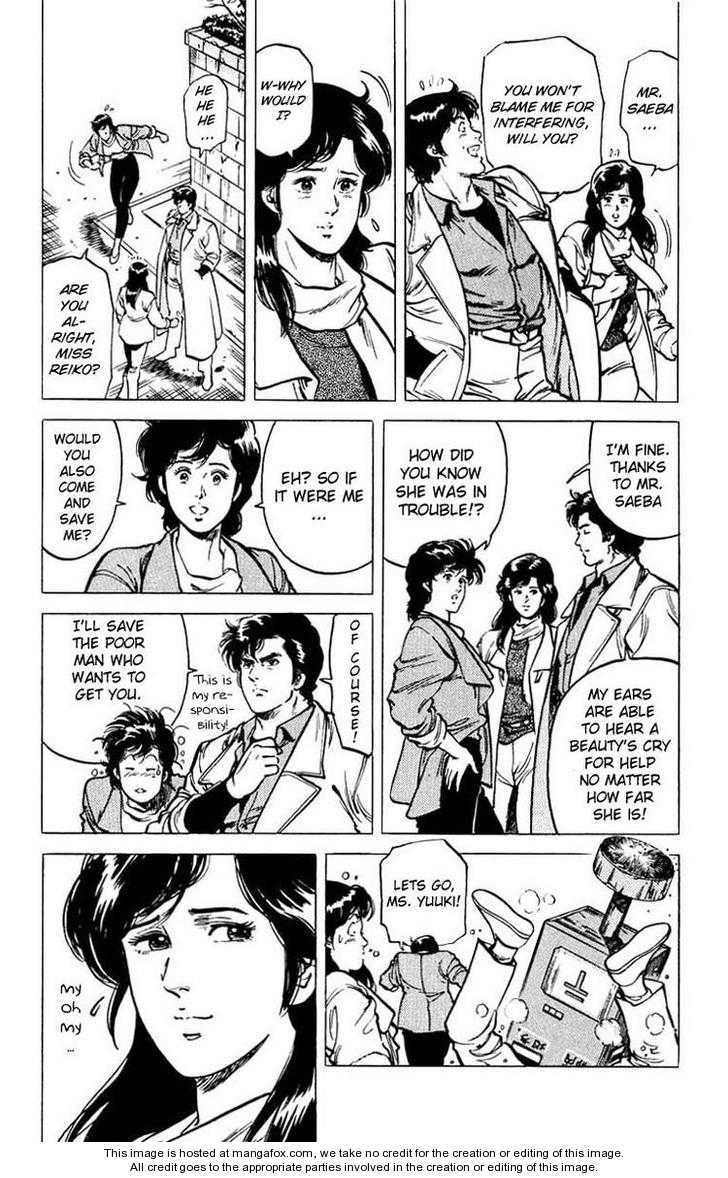 MR.
SAEBA
...
YOU WON'T
BLAME ME FOR
INTERFERING,
WILL YOU?
W-WHY
WOULD
I?
HE
HE
HE
...
ARE
YOU
AL-
RIGHT,
MISS
REIKO?
I'M FINE.
THANKS
TO MR.
SAEBA
HOW DID
YOU KNOW
SHE WAS IN
TROUBLE!?
MY EARS
ARE ABLE
TO HEAR A
BEAUTY'S CRY
FOR HELP
NO MATTER
HOW FAR
SHE IS!
EH? SO IF
IT WERE ME
...
WOULD
YOU
ALSO
COME
AND
SAVE
ME?
OF COURSE!
This is
my re-
sponsi-
bility!
I'LL SAVE
THE POOR
MAN WHO
WANTS TO
GET YOU.
LETS GO,
MS. YUUKI!
my
oh
my
...
This image is hosted at mangafox.com, we take no credit for the creation or editing of this image.
All credit goes to the appropriate parties involved in the creation or editing of this image.